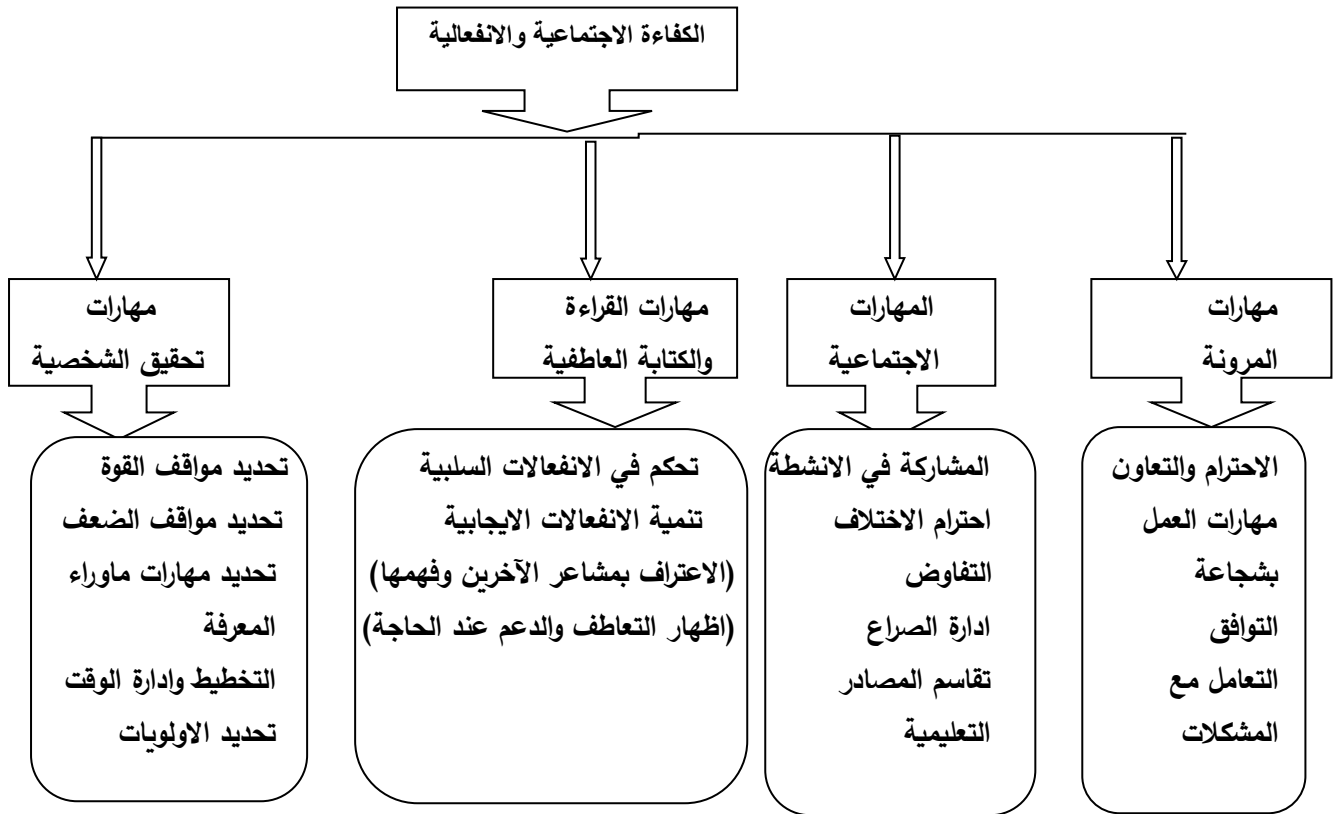 الكفاءة الاجتماعية والانفعالية
مهارات
المرونة
المهارات
الاجتماعية
مهارات القراءة
والكتابة العاطفية
مهارات
تحقيق الشخصية
الاحترام والتعاون
مهارات العمل
بشجاعة
التوافق
التعامل مع
المشكلات
المشاركة في الانشطة
احترام الاختلاف
التفاوض
ادارة الصراع
تقاسم المصادر
التعليمية
تحكم في الانفعالات السلبية
تنمية الانفعالات الايجابية
(الاعتراف بمشاعر الآخرين وفهمها)
(اظهار التعاطف والدعم عند الحاجة)
تحديد مواقف القوة
تحديد مواقف الضعف
تحديد مهارات ماوراء
المعرفة
التخطيط وادارة الوقت
تحديد الاولويات